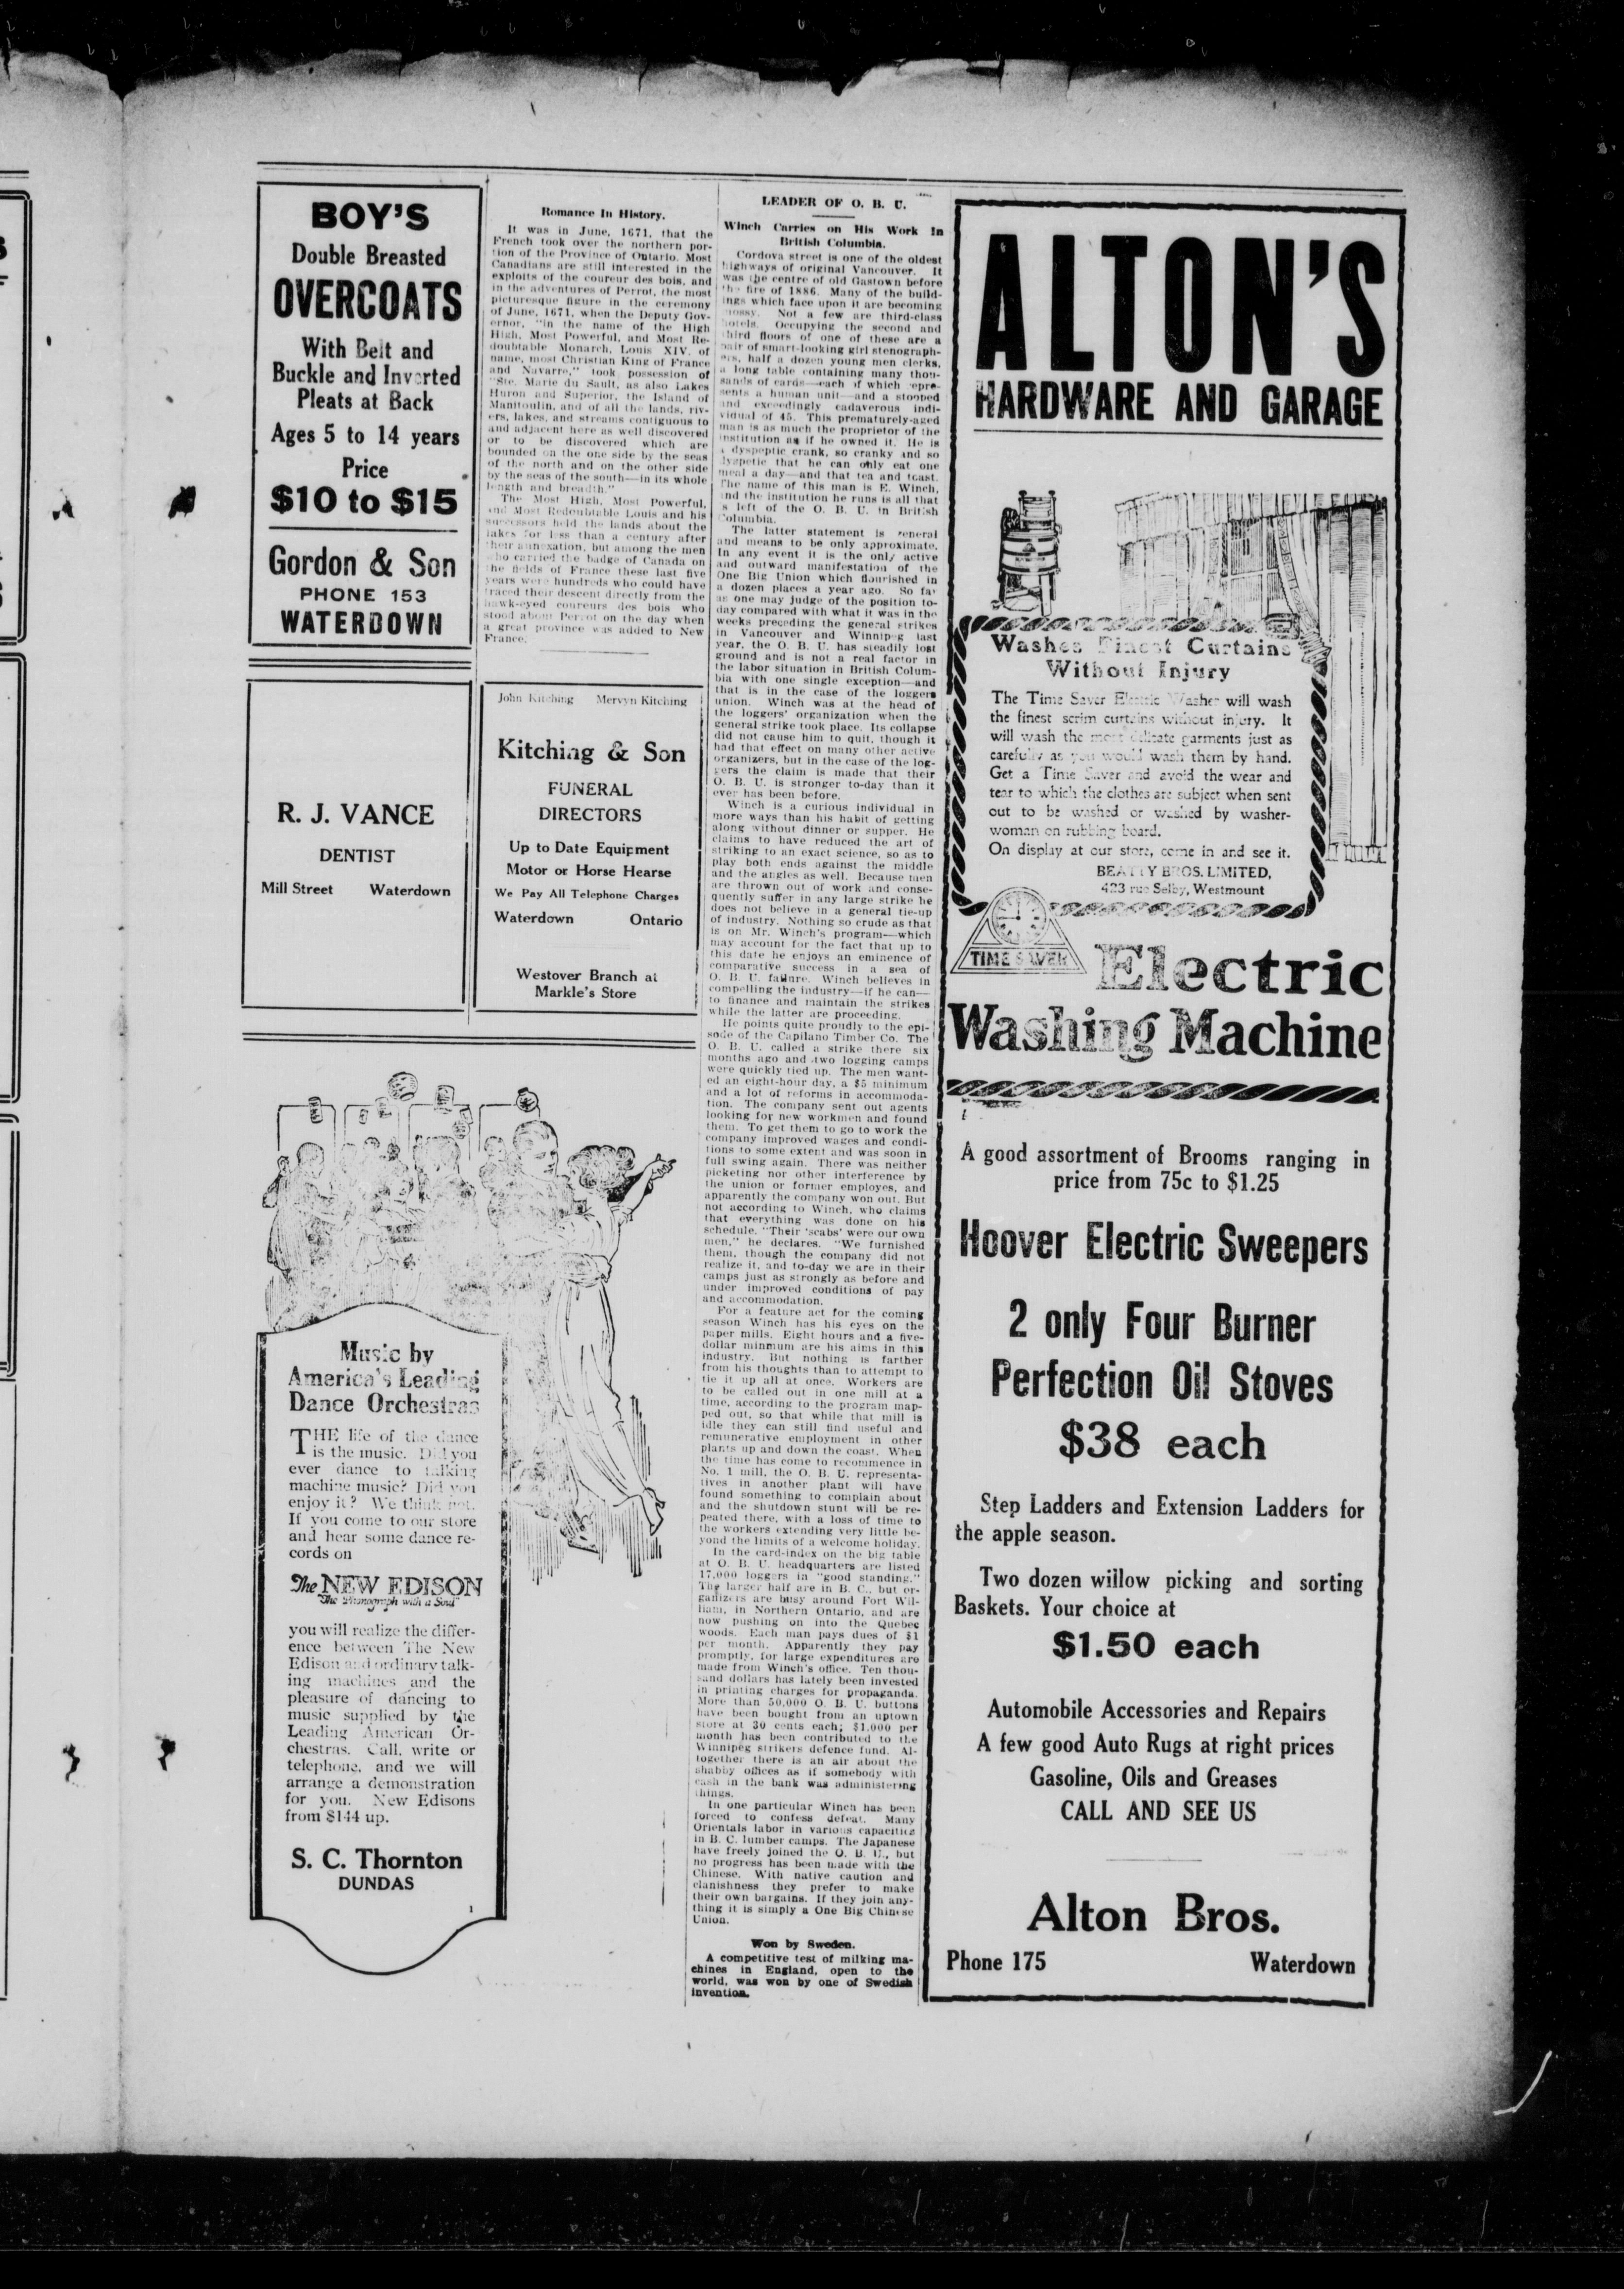 BOY'S
Double Breasted
OVERCOATS
With Belt and
Buckle and Inverted
Pleats at Back
Ages 5 to 14 years
Price
$10 to $15
Gordon & Son
PHONE 153
WATERDOWN
R. J. VANCE
DENTIST
Mill Street Waterdown
Romance In History.
It was in June, 1671, that the
French took over the northern por-
tion of the Province of Ontario. Most
Canadians are still interested in the
exploits of the coureur des bois, and
in the adventures of Perrot, the most
picturesque figure in the ceremony
of June, 1671, when the Deputy Gov-
ernor, "in the name of the High
High, Most Powerful, and Most Re-
doubtable Monarch, Louis XIV. of
name, most Christian King of France
and Navarre," took possession of
"Ste. Marie du Sault, as also Lakes
Huron and Superior, the Island of
Manitoulin, and of all the lands, riv-
ers, lakes, and streams contiguous to
and adjacent here as well discovered
or to be discovered which are
bounded on the one side by the seas
of the north and on the other side
by the seas of the south—in its whole
length and breadth."
The Most High, Most Powerful,
and Most Redoubtable Louis and his
successors held the lands about the
lakes for less than a century after
their annexation, but among the men
who carried the badge of Canada on
the fields of France these last five
years were hundreds who could have
traced their descent directly from the
hawk-eyed coureurs des bois who
stood about Perrot on the day when
a great province was added to New
France.
John Kitching Mervyn Kitching
Kitching & Son
FUNERAL
DIRECTORS
Up to Date Equipment
Motor or Horse Hearse
We Pay All Telephone Charges
Waterdown Ontario
Westover Branch at
Markle's Store
Music by
America's Leading
Dance Orchestras
THE life of the dance
is the music. Did you
ever dance to talking
machine music? Did you
enjoy it? We think not.
If you come to our store
and hear some dance re-
cords on
The NEW EDISON
"The Phonograph with a Soul"
you will realize the differ-
ence between The New
Edison and ordinary talk-
ing machines and the
pleasure of dancing to
music supplied by the
Leading American Or-
chestras. Call, write or
telephone, and we will
arrange a demonstration
for you. New Edisons
from $144 up.
S. C. Thornton
DUNDAS
1
LEADER OF O. B. U.
Winch Carries on His Work In
British Columbia.
Cordova street is one of the oldest
highways of original Vancouver. It
was the centre of old Gastown before
the fire of 1886. Many of the build-
ings which face upon it are becoming
mossy. Not a few are third-class
hotels. Occupying the second and
third floors of one of these are a
pair of smart-looking girl stenograph-
ers, half a dozen young men clerks,
a long table containing many thou-
sands of cards—each of which repre-
sents a human unit—and a stooped
and exceedingly cadaverous indi-
vidual of 45. This prematurely-aged
man is as much the proprietor of the
institution as if he owned it. He is
a dyspeptic crank, so cranky and so
dyspetic that he can only eat one
meal a day—and that tea and toast.
The name of this man is E. Winch,
and the institution he runs is all that
is left of the O. B. U. in British
Columbia.
The latter statement is general
and means to be only approximate.
In any event it is the only active
and outward manifestation of the
One Big Union which flourished in
a dozen places a year ago. So far
as one may judge of the position to-
day compared with what it was in the
weeks preceding the general strikes
in Vancouver and Winnipeg last
year, the O. B. U. has steadily lost
ground and is not a real factor in
the labor situation in British Colum-
bia with one single exception—and
that is in the case of the loggers
union. Winch was at the head of
the loggers' organization when the
general strike took place. Its collapse
did not cause him to quit, though it
had that effect on many other active
organizers, but in the case of the log-
gers the claim is made that their
O. B. U. is stronger to-day than it
ever has been before.
Winch is a curious individual in
more ways than his habit of getting
along without dinner or supper. He
claims to have reduced the art of
striking to an exact science, so as to
play both ends against the middle
and the angles as well. Because men
are thrown out of work and conse-
quently suffer in any large strike he
does not believe in a general tie-up
of industry. Nothing so crude as that
is on Mr. Winch's program—which
may account for the fact that up to
this date he enjoys an eminence of
comparative success in a sea of
O. B. U. failure. Winch believes in
compelling the industry—if he can—
to finance and maintain the strikes
while the latter are proceeding.
He points quite proudly to the epi-
sode of the Capilano Timber Co. The
O. B. U. called a strike there six
months ago and two logging camps
were quickly tied up. The men want-
ed an eight-hour day, a $5 minimum
and a lot of reforms in accommoda-
tion. The company sent out agents
looking for new workmen and found
them. To get them to go to work the
company improved wages and condi-
tions to some extent and was soon in
full swing again. There was neither
picketing nor other interference by
the union or former employes, and
apparently the company won out. But
not according to Winch, who claims
that everything was done on his
schedule. "Their 'scabs' were our own
men," he declares. "We furnished
them, though the company did not
realize it, and to-day we are in their
camps just as strongly as before and
under improved conditions of pay
and accommodation.
For a feature act for the coming
season Winch has his eyes on the
paper mills. Eight hours and a five-
dollar minmum are his aims in this
industry. But nothing is farther
from his thoughts than to attempt to
tie it up all at once. Workers are
to be called out in one mill at a
time, according to the program map-
ped out, so that while that mill is
idle they can still find useful and
remunerative employment in other
plants up and down the coast. When
the time has come to recommence in
No. 1 mill, the O. B. U. representa-
tives in another plant will have
found something to complain about
and the shutdown stunt will be re-
peated there, with a loss of time to
the workers extending very little be-
yond the limits of a welcome holiday.
In the card-index on the big table
at O. B. U. headquarters are listed
17,000 loggers in "good standing."
The larger half are in B. C., but or-
ganizers are busy around Fort Wil-
liam, in Northern Ontario, and are
now pushing on into the Quebec
woods. Each man pays dues of $1
per month. Apparently they pay
promptly, for large expenditures are
made from Winch's office. Ten thou-
sand dollars has lately been invested
in printing charges for propaganda.
More than 50,000 O. B. U. buttons
have been bought from an uptown
store at 30 cents each; $1,000 per
month has been contributed to the
Winnipeg strikers defence fund. Al-
together there is an air about the
shabby offices as if somebody with
cash in the bank was administering
things.
In one particular Winch has been
forced to confess defeat. Many
Orientals labor in various capacities
in B. C. lumber camps. The Japanese
have freely joined the O. B. U., but
no progress has been made with the
Chinese. With native caution and
clanishness they prefer to make
their own bargains. If they join any-
thing it is simply a One Big Chinese
Union.
Won by Sweden.
A competitive test of milking ma-
chines in England, open to the
world, was won by one of Swedish
invention.
ALTON'S
HARDWARE AND GARAGE
Washes Finest Curtains
Without Injury
The Time Saver Electric Washer will wash
the finest scrim curtains without injury. It
will wash the most delicate garments just as
carefully as you would wash them by hand.
Get a Time Saver and avoid the wear and
tear to which the clothes are subject when sent
out to be washed or washed by washer-
woman on rubbing board.
On display at our store, come in and see it.
BEATTY BROS. LIMITED,
423 rue Selby, Westmount
TIME SAVER
Electric
Washing Machine
A good assortment of Brooms ranging in
price from 75c to $1.25
Hoover Electric Sweepers
2 only Four Burner
Perfection Oil Stoves
$38 each
Step Ladders and Extension Ladders for
the apple season.
Two dozen willow picking and sorting
Baskets. Your choice at
$1.50 each
Automobile Accessories and Repairs
A few good Auto Rugs at right prices
Gasoline, Oils and Greases
CALL AND SEE US
Alton Bros.
Phone 175 Waterdown